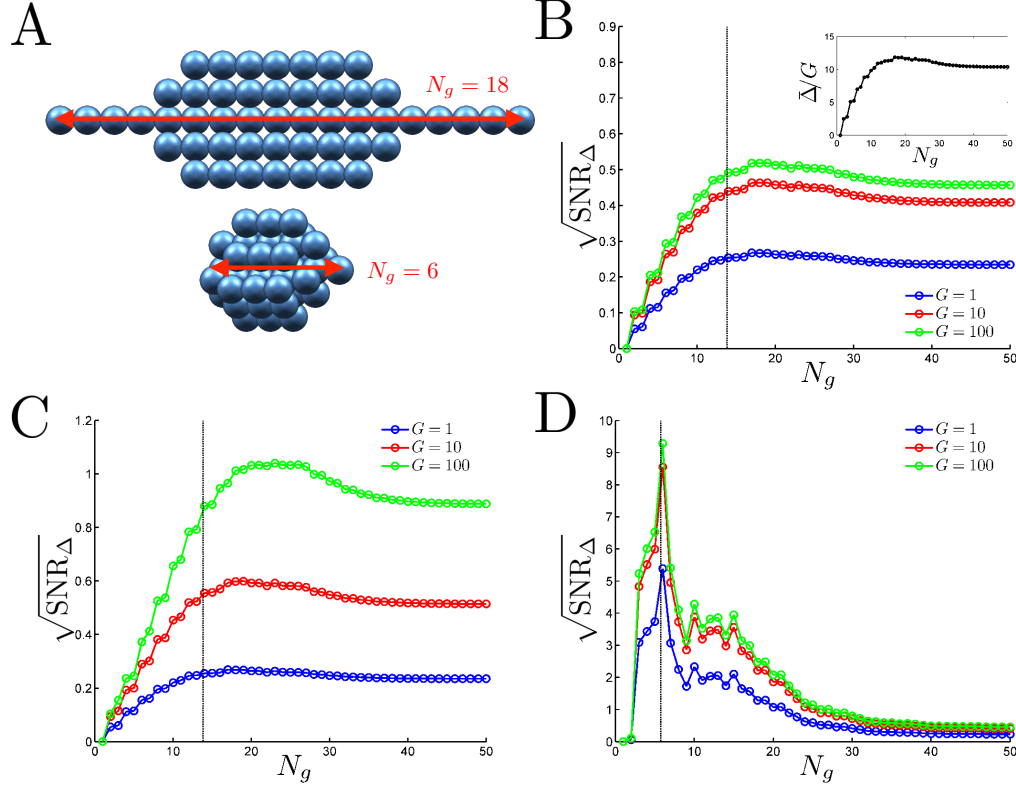 A
N_g = 18
N_g = 6
B
0.9
0.8
0.7
0.6
0.5
0.4
0.3
0.2
0.1
0
√SNR_Δ
0 10 20 30 40 50
N_g
G = 1
G = 10
G = 100
15
10
5
0
Δ̅/G
0 10 20 30 40 50
N_g
C
1.2
1
0.8
0.6
0.4
0.2
0
√SNR_Δ
0 10 20 30 40 50
N_g
G = 1
G = 10
G = 100
D
10
9
8
7
6
5
4
3
2
1
0
√SNR_Δ
0 10 20 30 40 50
N_g
G = 1
G = 10
G = 100